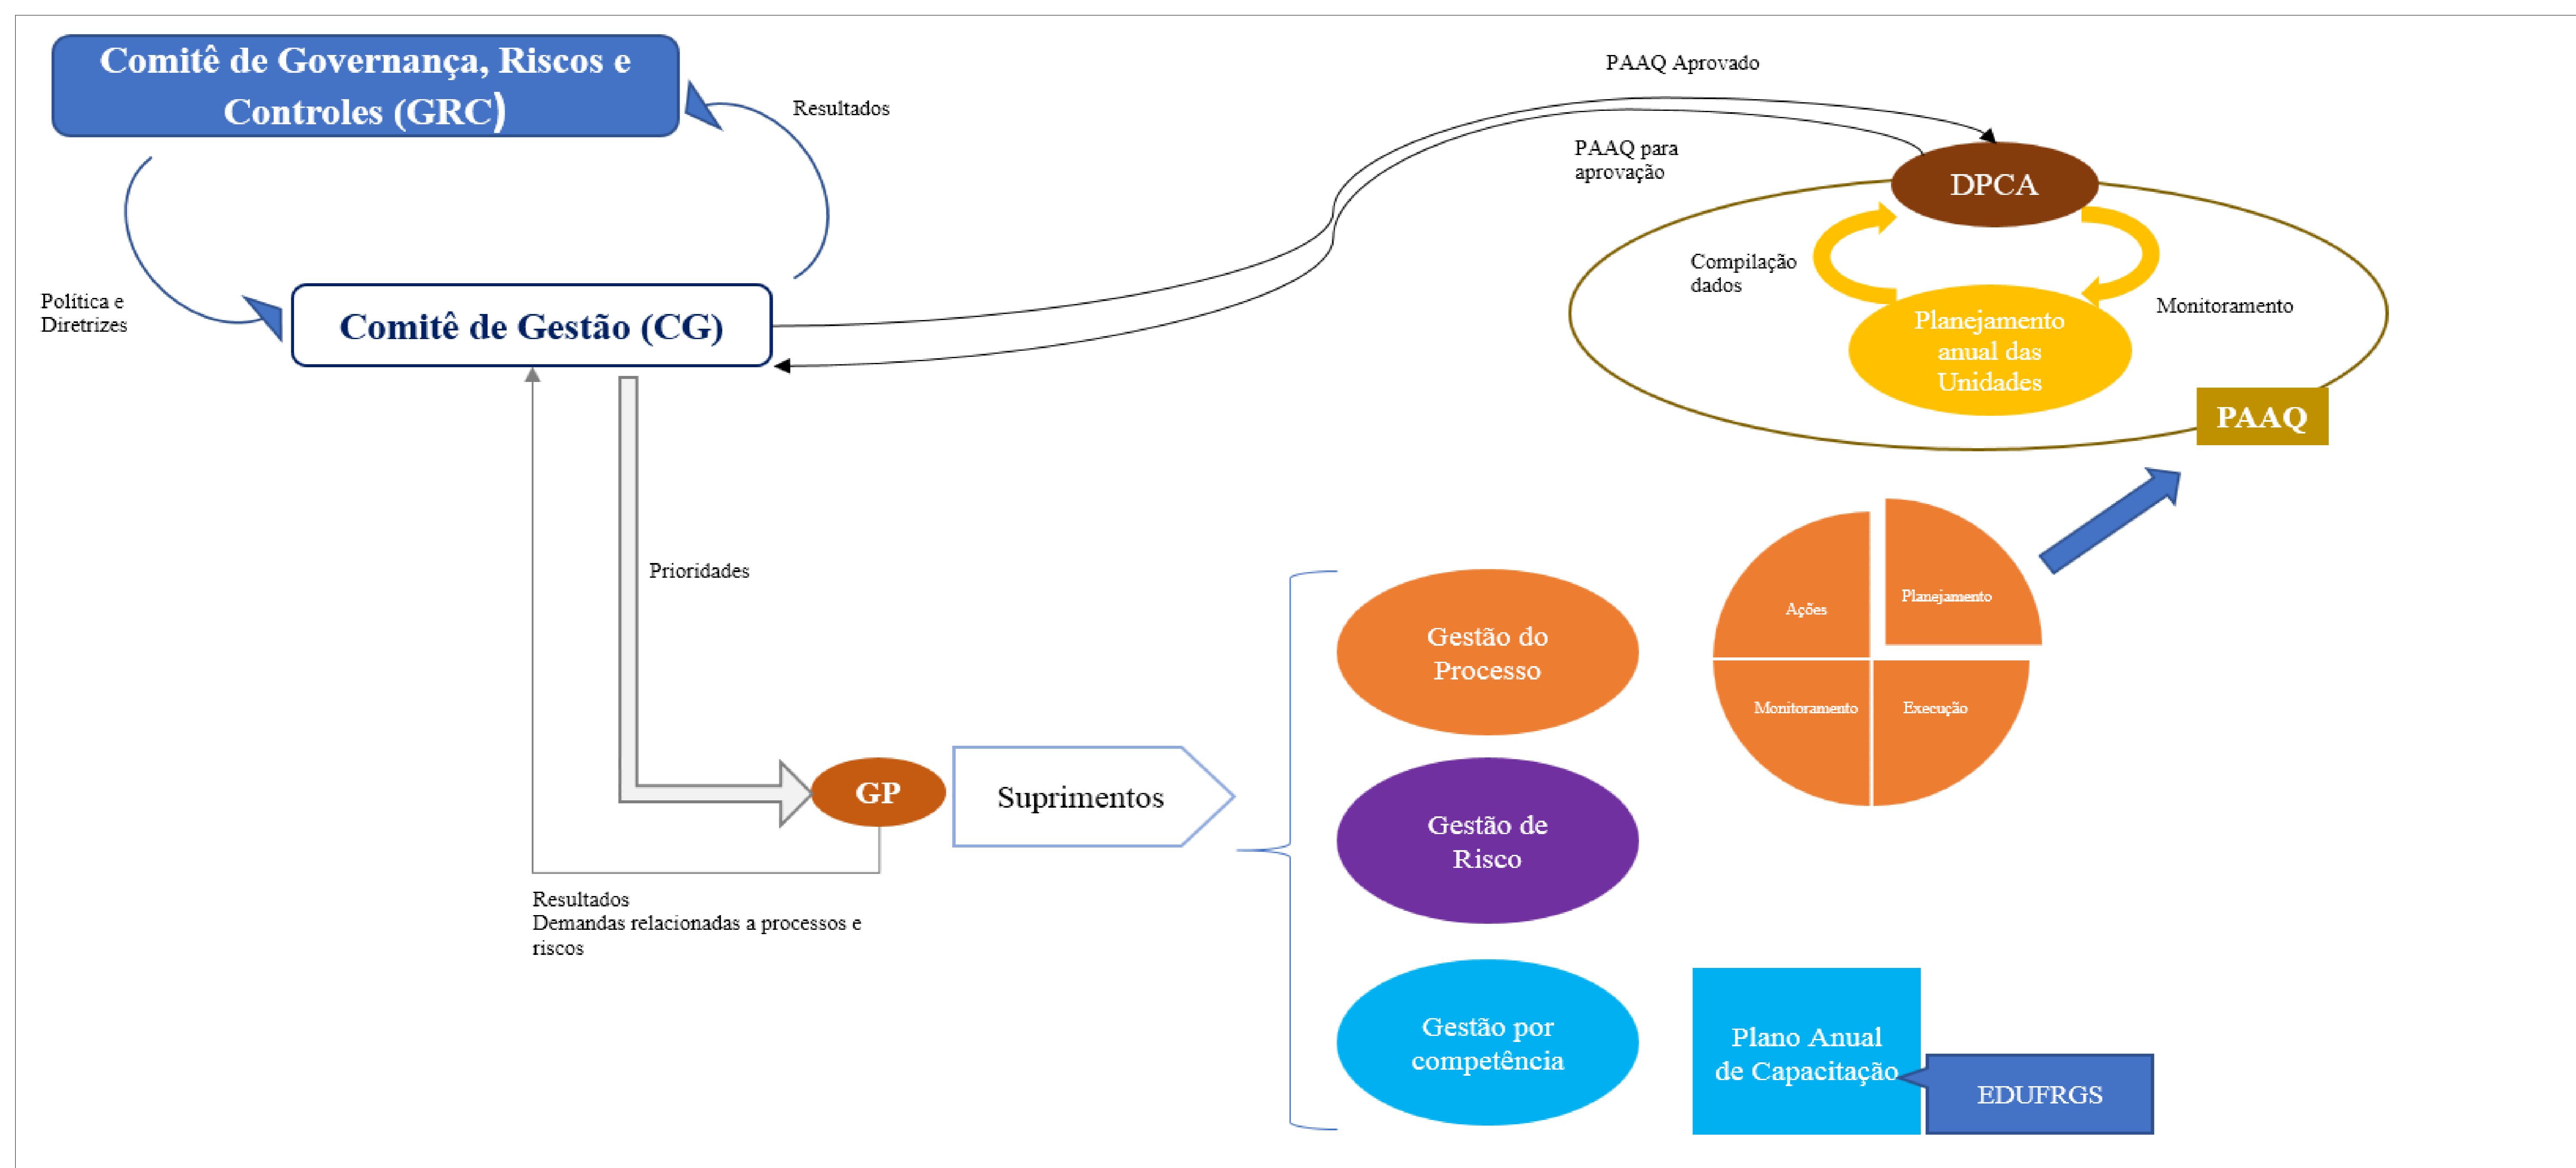 Comitê de Governança, Riscos e
Controles (GRC)
Resultados
Política e
Diretrizes
Comitê de Gestão (CG)
PAAQ Aprovado
PAAQ para
aprovação
DPCA
Compilação
dados
Monitoramento
Planejamento
anual das
Unidades
PAAQ
Prioridades
GP
Suprimentos
Resultados
Demandas relacionadas a processos e
riscos
Gestão do
Processo
Ações
Planejamento
Monitoramento
Execução
Gestão de
Risco
Gestão por
competência
Plano Anual
de Capacitação
EDUFRGS